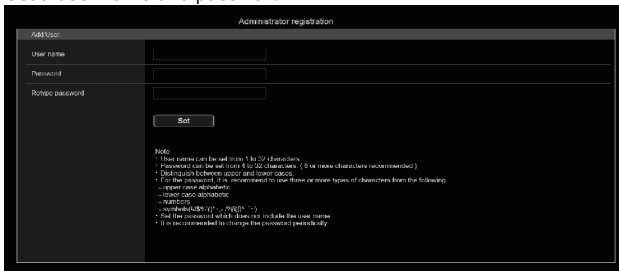 Administrator registration
Add User.
User name
Password
Retype password
Set
Note
· User name can be set from 1 to 32 characters.
· Password can be set from 4 to 32 characters. ( 8 or more characters recommended )
· Distinguish between upper and lower cases.
· For the password, it is recommend to use three or more types of characters from the following.
- upper case alphabetic
- lower case alphabetic
- numbers
- symbols
· Set the password which does not include the user name
· It is recommended to change the password periodically